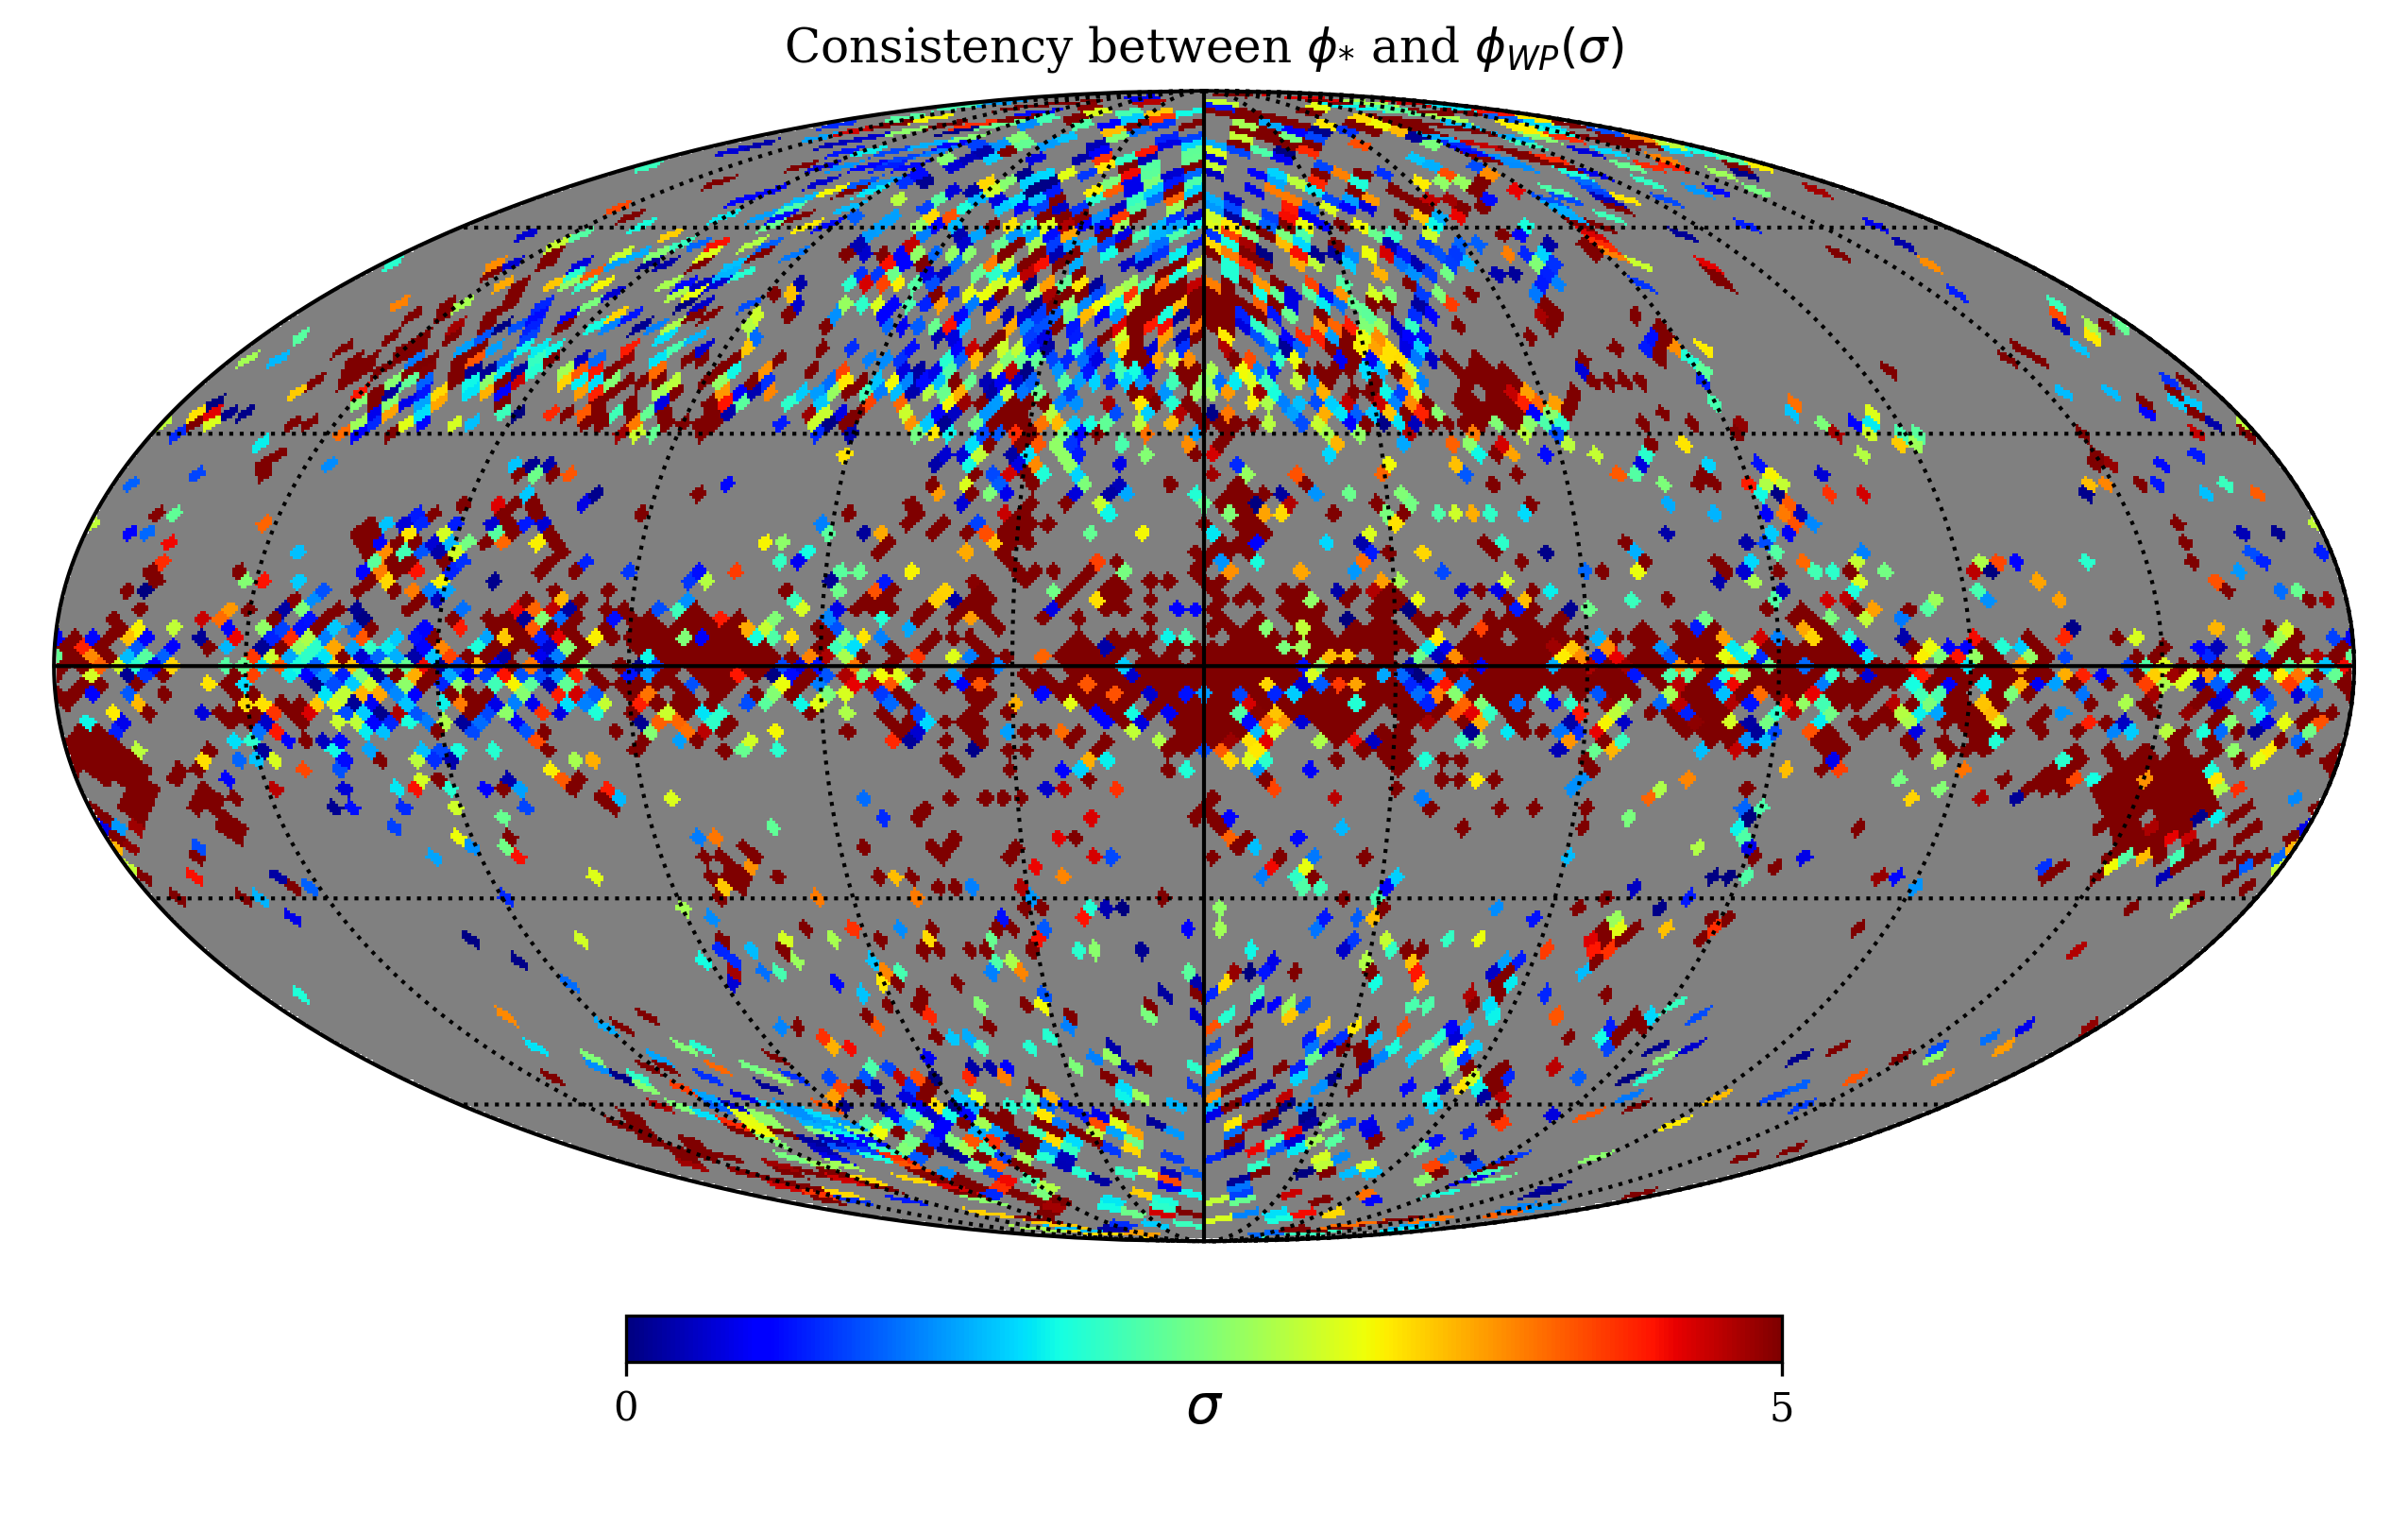 Consistency between ϕ* and ϕWP(σ)
0 σ 5